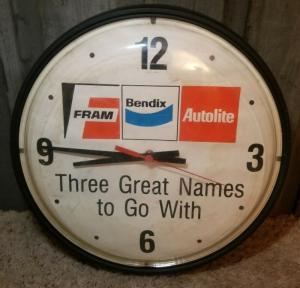 12
FRAM
Bendix
Autolite
9
3
Three Great Names
to Go With
6